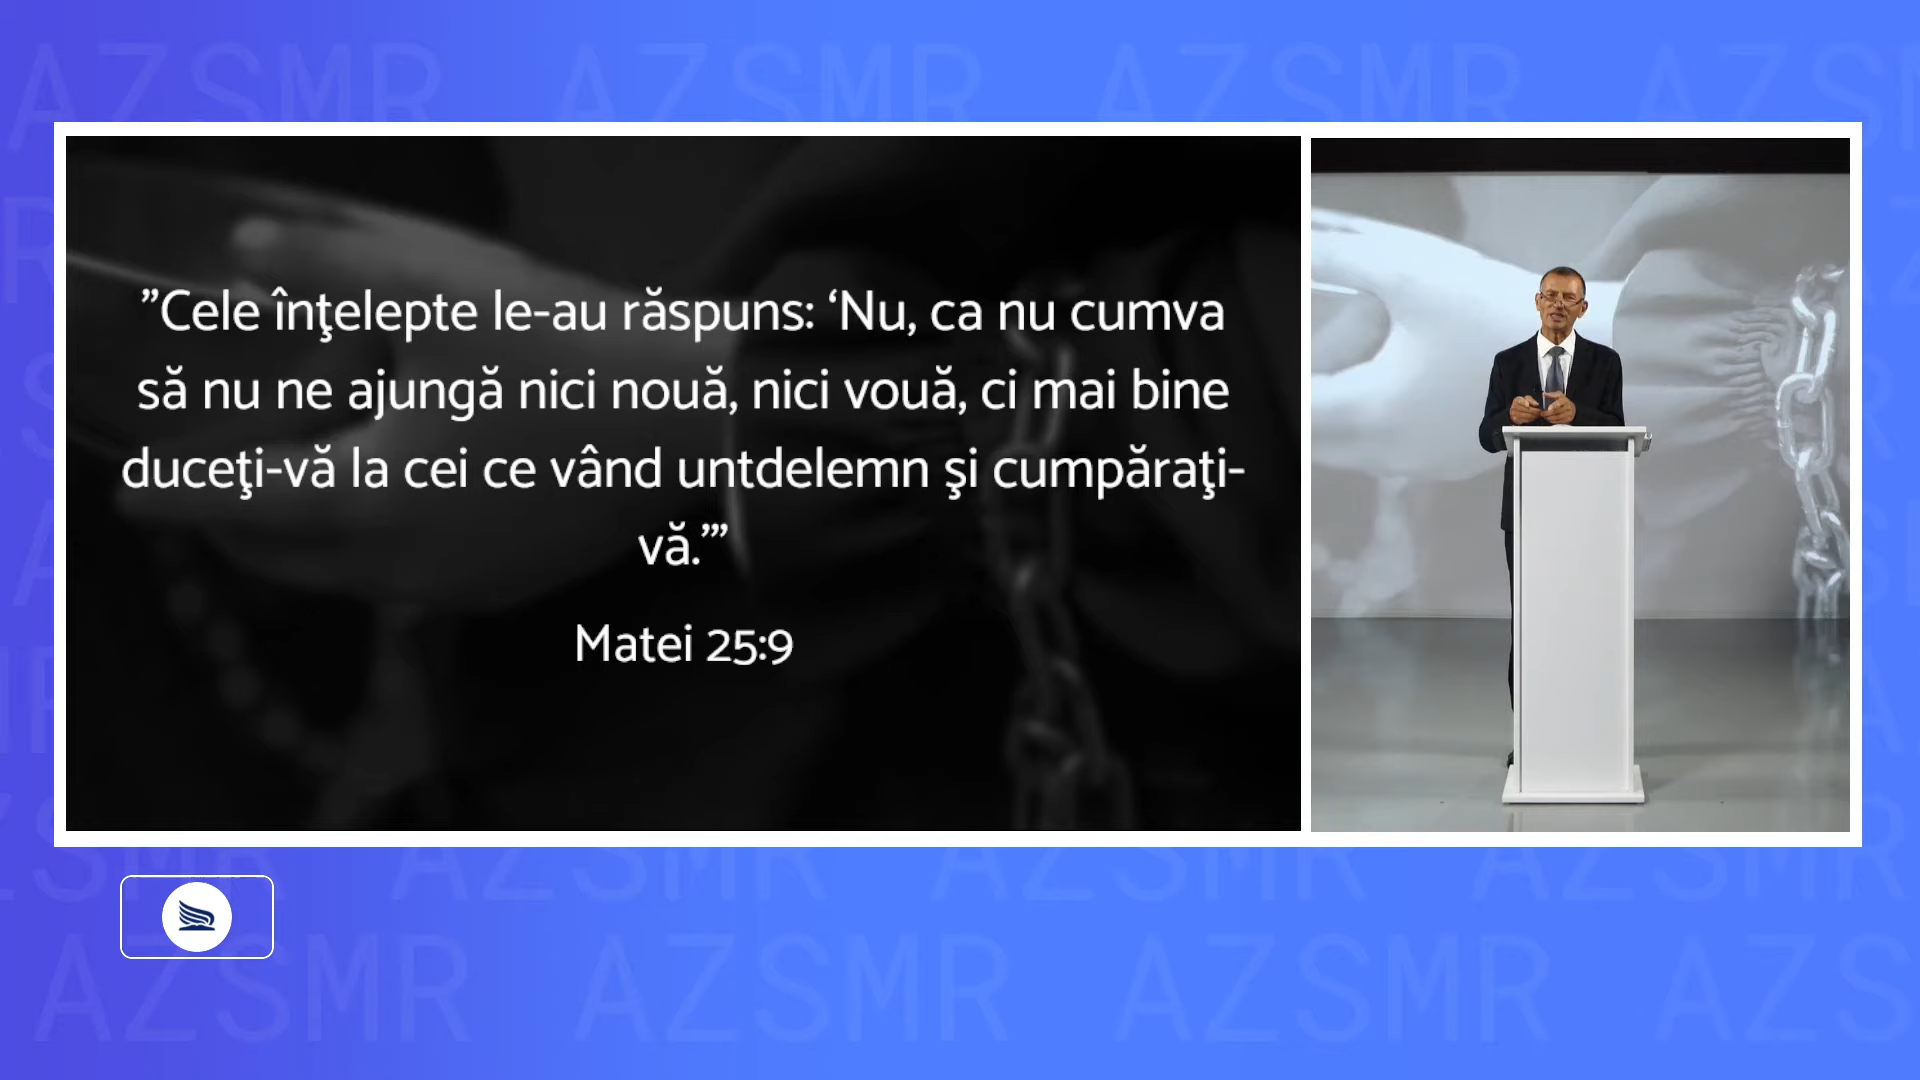 AZSMR AZSMR AZSMR AZS
”Cele înţelepte le-au răspuns: ‘Nu, ca nu cumva
să nu ne ajungă nici nouă, nici vouă, ci mai bine
duceţi-vă la cei ce vând untdelemn şi cumpăraţi-
vă.’”
Matei 25:9
AZSMR AZSMR AZSMR
AZSMR AZSMR AZSMR AZS